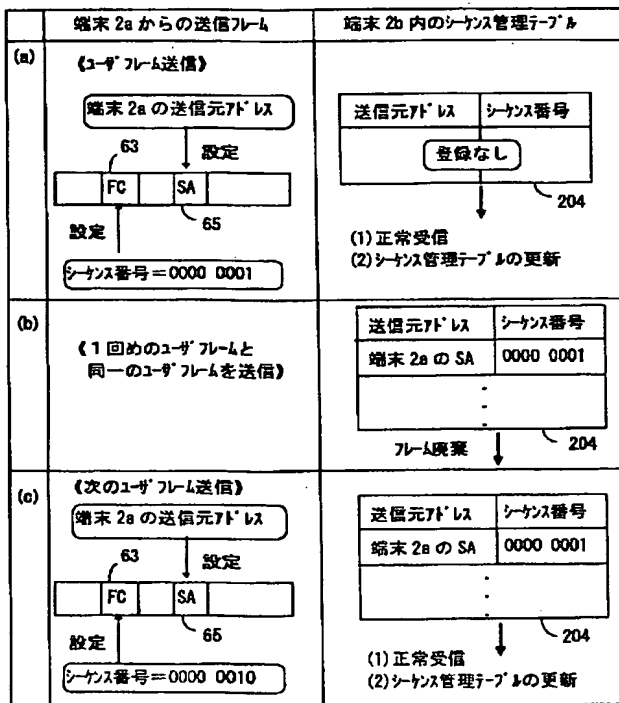 端末 2a からの送信フレーム
端末 2b 内のシーケンス管理テーブル
(a)
《ユーザフレーム送信》
端末 2a の送信元アドレス
63
設定
FC
SA
65
設定
シーケンス番号＝0000 0001
送信元アドレス
シーケンス番号
登録なし
204
(1) 正常受信
(2) シーケンス管理テーブルの更新
(b)
《１回めのユーザフレームと
同一のユーザフレームを送信》
送信元アドレス
シーケンス番号
端末 2a の SA
0000 0001
204
フレーム廃棄
(c)
《次のユーザフレーム送信》
端末 2a の送信元アドレス
63
設定
FC
SA
65
設定
シーケンス番号＝0000 0010
送信元アドレス
シーケンス番号
端末 2a の SA
0000 0001
204
(1) 正常受信
(2) シーケンス管理テーブルの更新